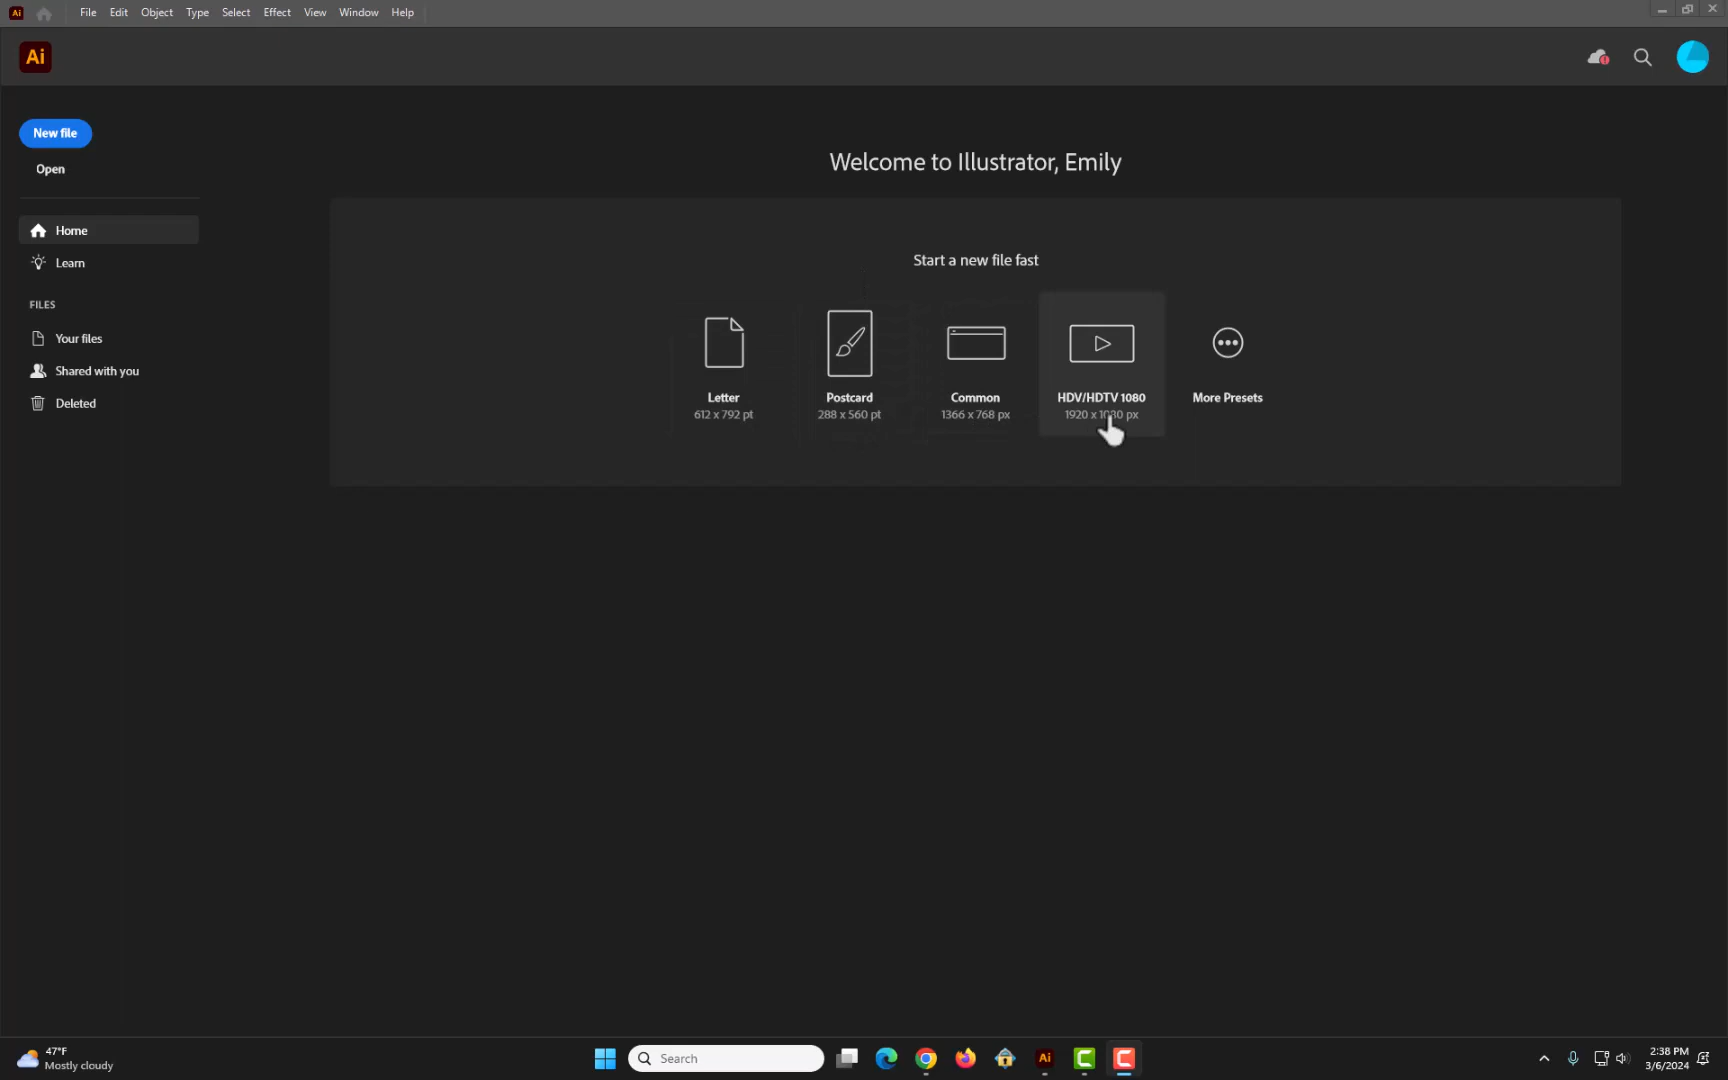 Ai File Edit Object Type Select Effect View Window Help
Ai
New file
Open
Home
Learn
FILES
Your files
Shared with you
Deleted
Welcome to Illustrator, Emily
Start a new file fast
Letter
612 x 792 pt
Postcard
288 x 560 pt
Common
1366 x 768 px
HDV/HDTV 1080
1920 x 1080 px
More Presets
47°F
Mostly cloudy
Search
Ai
2:38 PM
3/6/2024